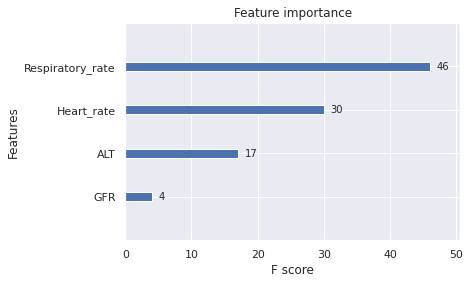 Feature importance
Features
Respiratory_rate
46
Heart_rate
30
ALT
17
GFR
4
0 10 20 30 40 50
F score